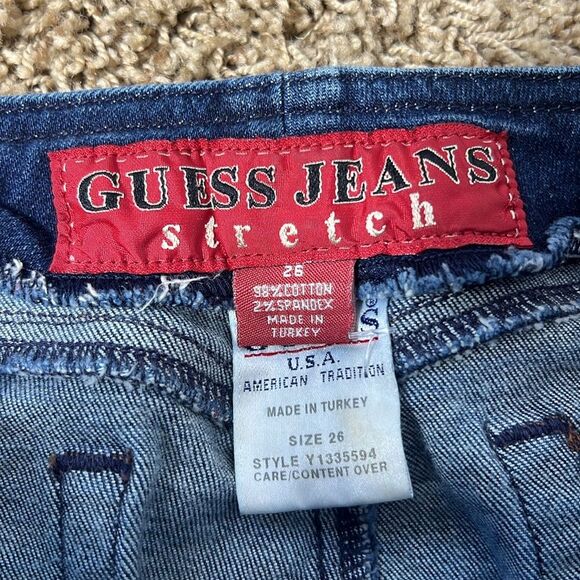 GUESS JEANS
stretch
26
98% COTTON
2% SPANDEX
MADE IN
TURKEY
U.S.A.
AMERICAN TRADITION
MADE IN TURKEY
SIZE 26
STYLE Y1335594
CARE/CONTENT OVER